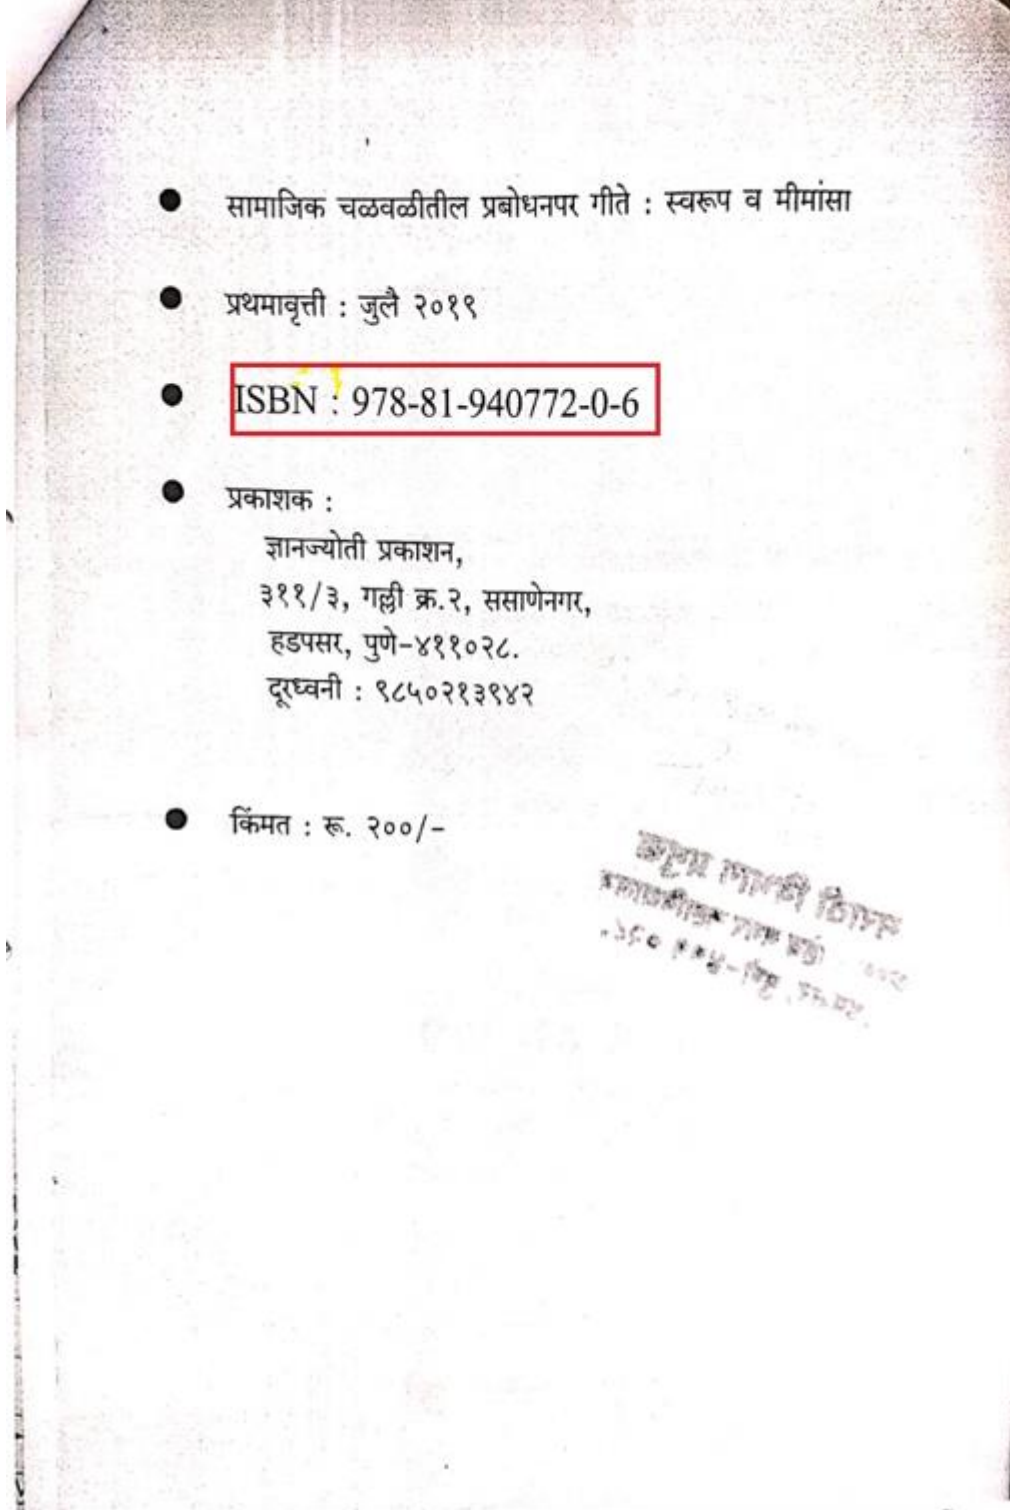 सामाजिक चळवळीतील प्रबोधनपर गीते : स्वरूप व मीमांसा
प्रथमावृत्ती : जुलै २०१९
ISBN : 978-81-940772-0-6
प्रकाशक :
ज्ञानज्योती प्रकाशन,
३११/३, गल्ली क्र.२, ससाणेनगर,
हडपसर, पुणे-४११०२८.
दूरध्वनी : ९८५०२१३९४२
किंमत : रू. २००/-